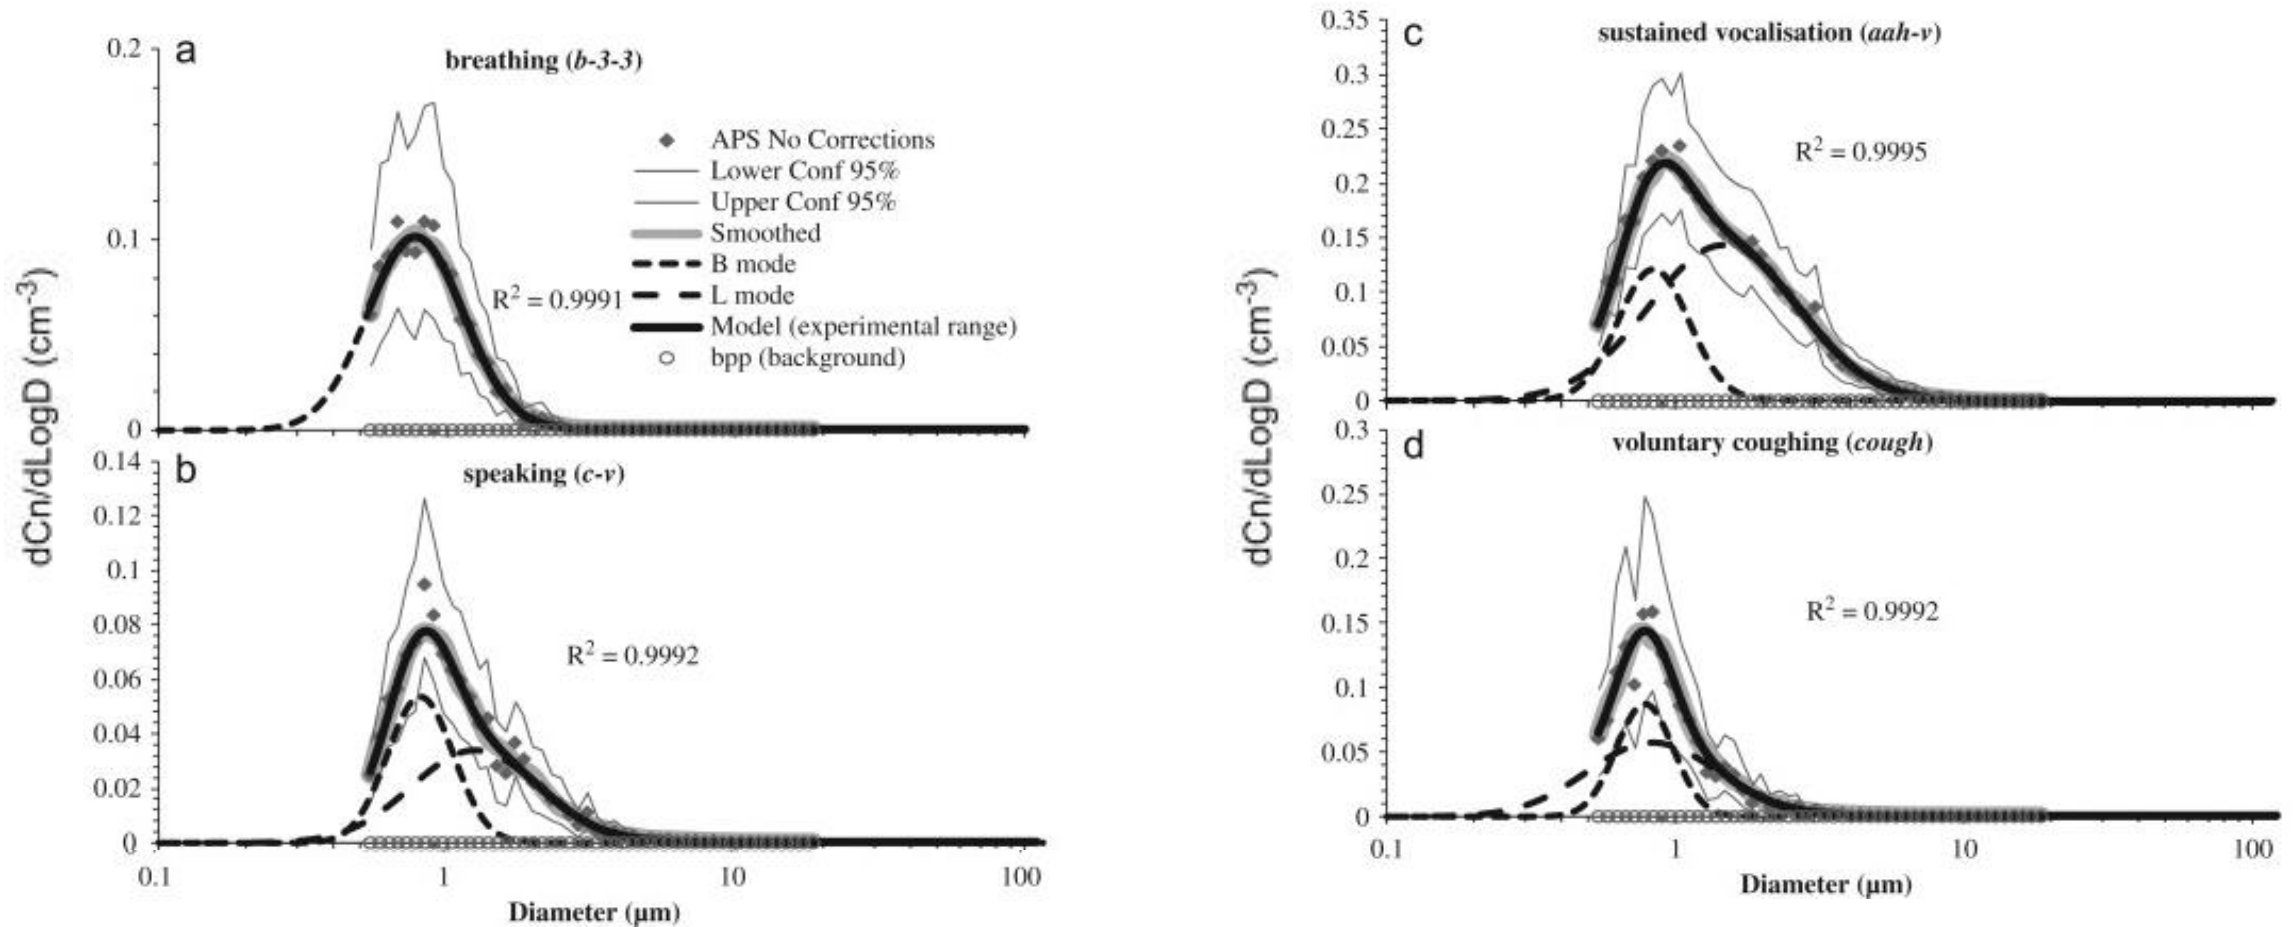 a
breathing (b-3-3)
0.2
0.1
0
dCn/dLogD (cm⁻³)
APS No Corrections
Lower Conf 95%
Upper Conf 95%
Smoothed
B mode
L mode
Model (experimental range)
bpp (background)
R² = 0.9991
b
speaking (c-v)
0.14
0.12
0.1
0.08
0.06
0.04
0.02
0
R² = 0.9992
0.1
1
10
100
Diameter (µm)
c
sustained vocalisation (aah-v)
0.35
0.3
0.25
0.2
0.15
0.1
0.05
0
R² = 0.9995
dCn/dLogD (cm⁻³)
d
voluntary coughing (cough)
0.3
0.25
0.2
0.15
0.1
0.05
0
R² = 0.9992
0.1
1
10
100
Diameter (µm)